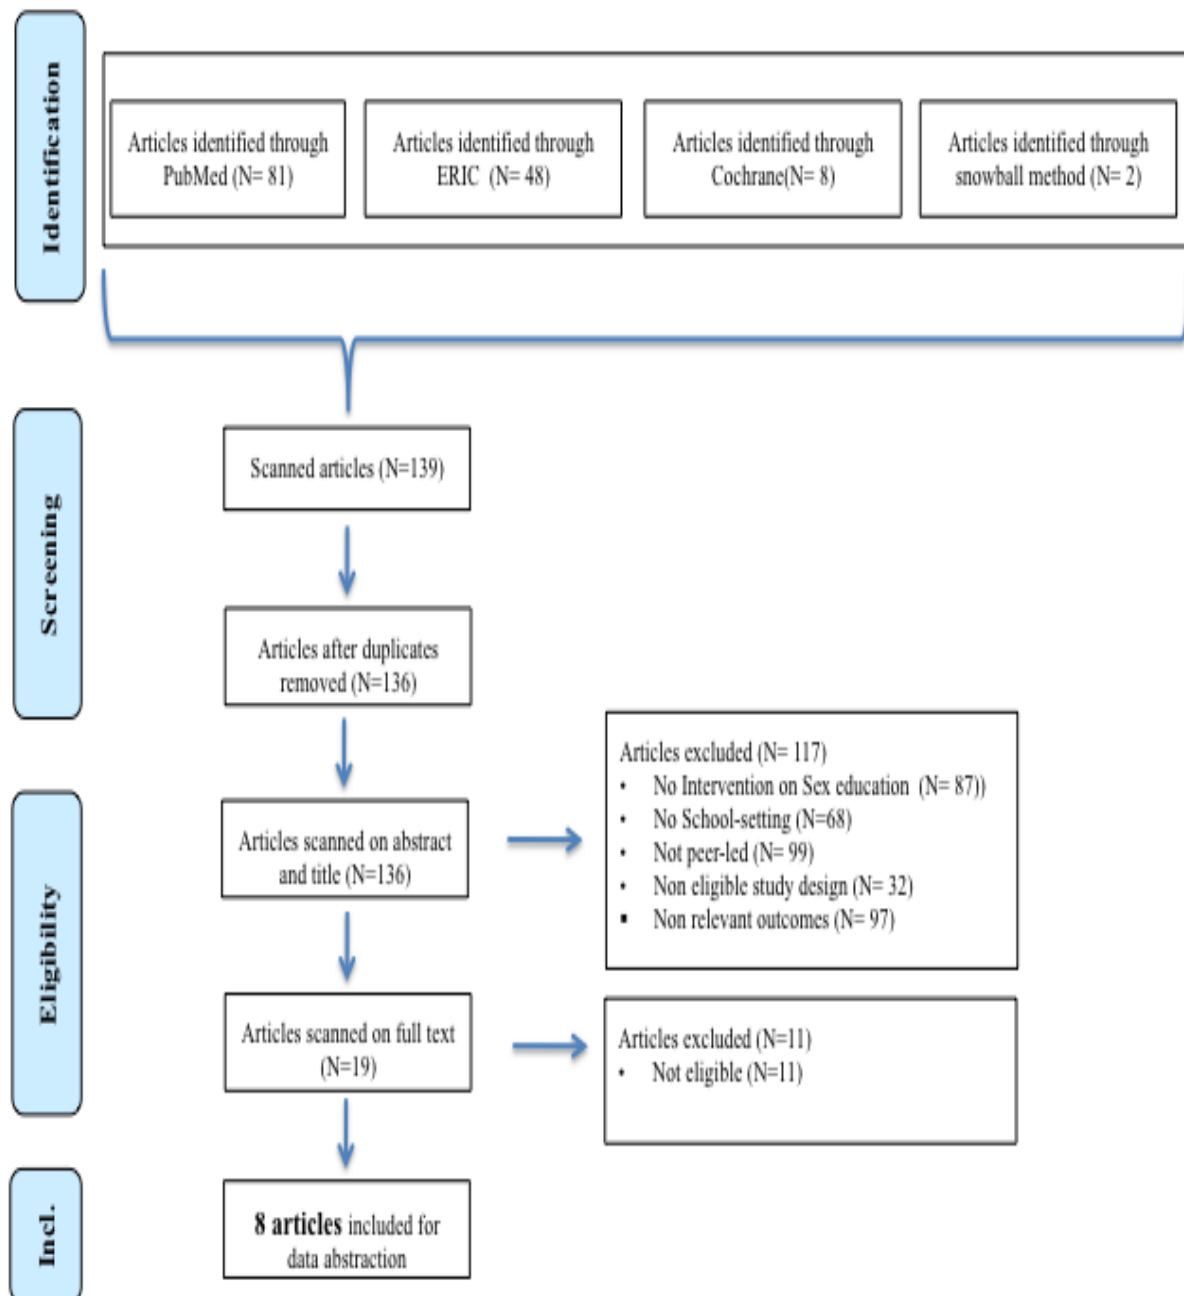 Identification
Articles identified through
PubMed (N= 81)
Articles identified through
ERIC (N= 48)
Articles identified through
Cochrane(N= 8)
Articles identified through
snowball method (N= 2)
Screening
Scanned articles (N=139)
Articles after duplicates
removed (N=136)
Eligibility
Articles scanned on abstract
and title (N=136)
Articles excluded (N= 117)
• No Intervention on Sex education (N= 87))
• No School-setting (N=68)
• Not peer-led (N= 99)
• Non eligible study design (N= 32)
▪ Non relevant outcomes (N= 97)
Articles scanned on full text
(N=19)
Articles excluded (N=11)
• Not eligible (N=11)
Incl.
8 articles included for
data abstraction